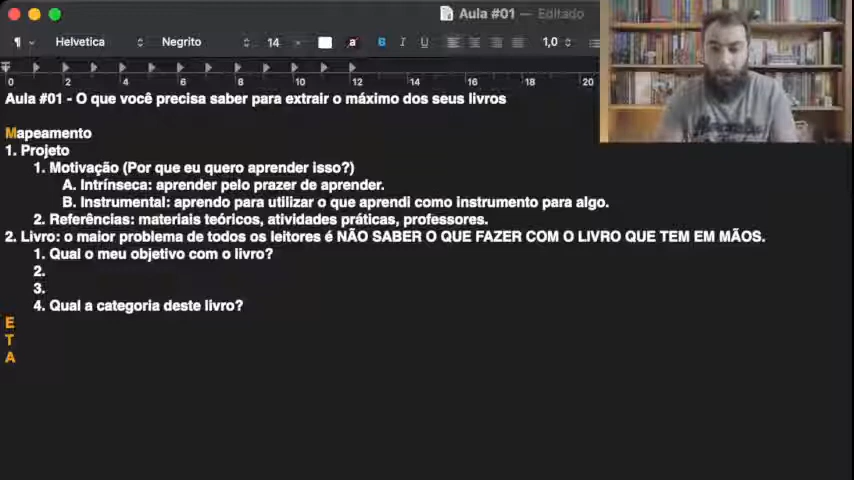 Aula #01 — Editado
¶ Helvetica Negrito 14 a B I U 1,0
0 2 4 6 8 10 12 14 16 18 20
Aula #01 - O que você precisa saber para extrair o máximo dos seus livros
Mapeamento
1. Projeto
1. Motivação (Por que eu quero aprender isso?)
A. Intrínseca: aprender pelo prazer de aprender.
B. Instrumental: aprendo para utilizar o que aprendi como instrumento para algo.
2. Referências: materiais teóricos, atividades práticas, professores.
2. Livro: o maior problema de todos os leitores é NÃO SABER O QUE FAZER COM O LIVRO QUE TEM EM MÃOS.
1. Qual o meu objetivo com o livro?
2.
3.
4. Qual a categoria deste livro?
E
T
A